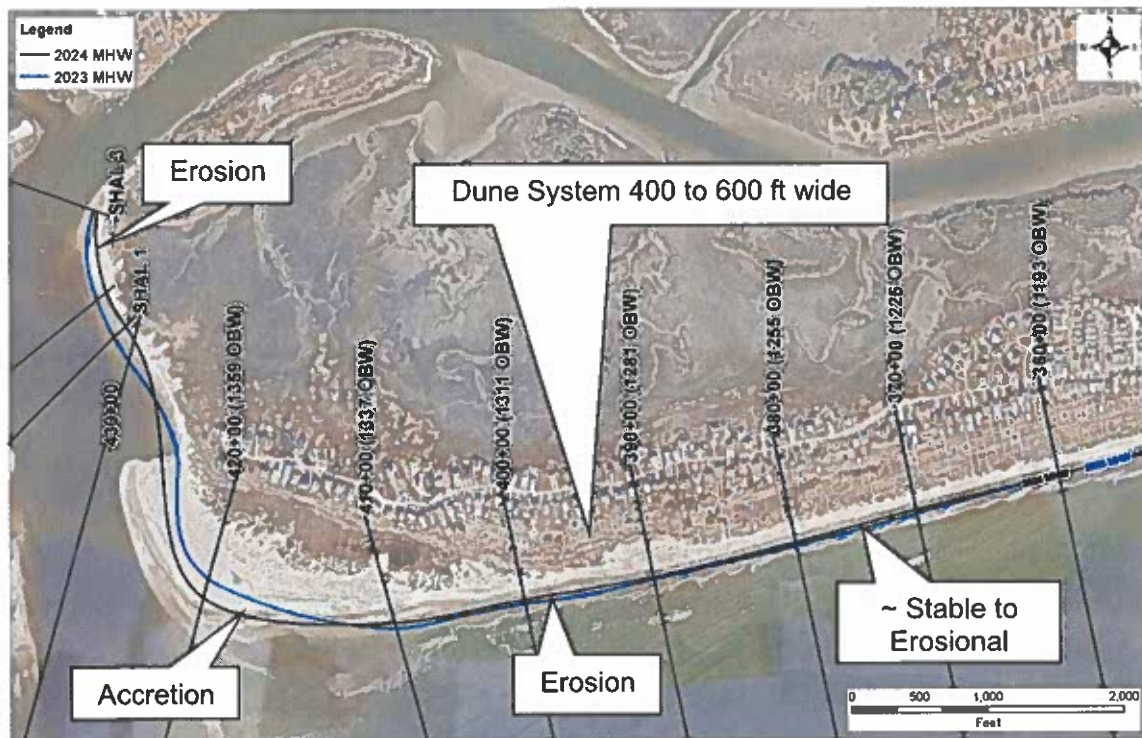 Legend
2024 MHW
2023 MHW
Erosion
Dune System 400 to 600 ft wide
SHAL 3
SHAL 1
430+00
420+00 (1359 OBW)
410+00 (1337 OBW)
400+00 (1311 OBW)
390+00 (1281 OBW)
380+00 (1255 OBW)
370+00 (1225 OBW)
360+00 (1193 OBW)
~ Stable to
Erosional
Accretion
Erosion
0 500 1,000 2,000
Feet